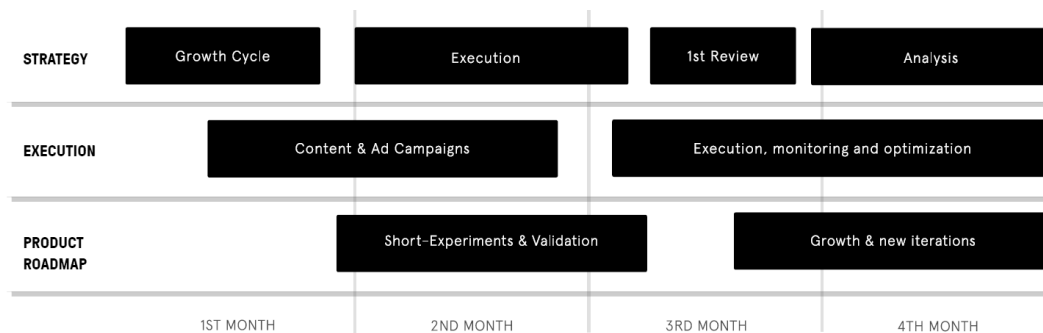 STRATEGY
Growth Cycle
Execution
1st Review
Analysis
EXECUTION
Content & Ad Campaigns
Execution, monitoring and optimization
PRODUCT
ROADMAP
Short-Experiments & Validation
Growth & new iterations
1ST MONTH
2ND MONTH
3RD MONTH
4TH MONTH